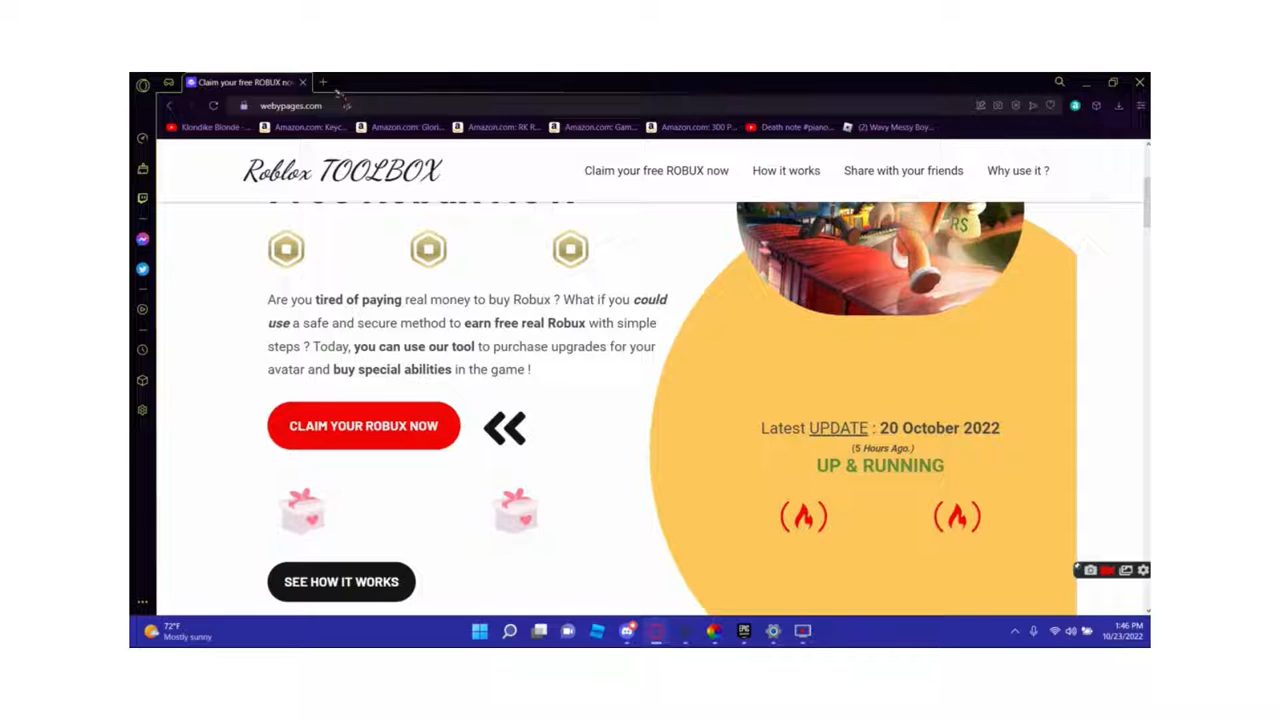 Claim your free ROBUX no
webypages.com
Klondike Blonde - ...
Amazon.com: Keyc...
Amazon.com: Glori...
Amazon.com: RK R...
Amazon.com: Gam...
Amazon.com: 300 P...
Death note #piano...
(2) Wavy Messy Boy...
Roblox TOOLBOX
Claim your free ROBUX now
How it works
Share with your friends
Why use it ?
R$
Are you tired of paying real money to buy Robux ? What if you could
use a safe and secure method to earn free real Robux with simple
steps ? Today, you can use our tool to purchase upgrades for your
avatar and buy special abilities in the game !
CLAIM YOUR ROBUX NOW
SEE HOW IT WORKS
Latest UPDATE : 20 October 2022
(5 Hours Ago.)
UP & RUNNING
72°F
Mostly sunny
EPIC
1:46 PM
10/23/2022